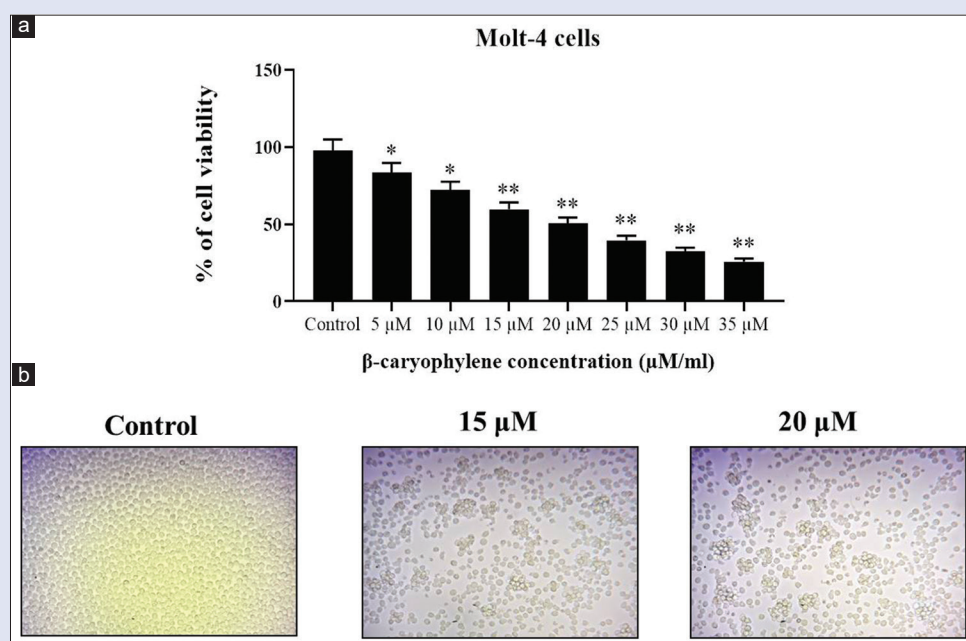 a
Molt-4 cells
% of cell viability
150
100
50
0
* * ** ** ** ** **
Control 5 µM 10 µM 15 µM 20 µM 25 µM 30 µM 35 µM
β-caryophylene concentration (µM/ml)
b
Control 15 µM 20 µM